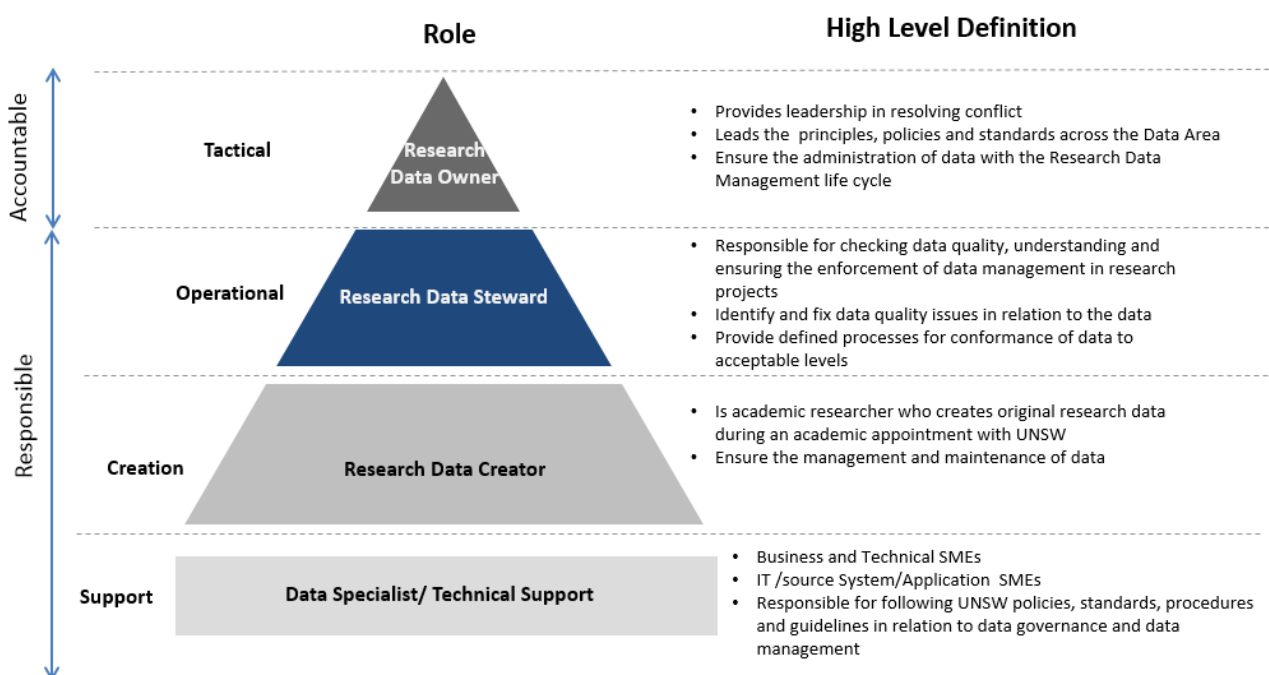 Role
High Level Definition
Accountable
Tactical
Research
Data Owner
• Provides leadership in resolving conflict
• Leads the principles, policies and standards across the Data Area
• Ensure the administration of data with the Research Data
Management life cycle
Responsible
Operational
Research Data Steward
• Responsible for checking data quality, understanding and
ensuring the enforcement of data management in research
projects
• Identify and fix data quality issues in relation to the data
• Provide defined processes for conformance of data to
acceptable levels
Creation
Research Data Creator
• Is academic researcher who creates original research data
during an academic appointment with UNSW
• Ensure the management and maintenance of data
Support
Data Specialist/ Technical Support
• Business and Technical SMEs
• IT /source System/Application SMEs
• Responsible for following UNSW policies, standards, procedures
and guidelines in relation to data governance and data
management